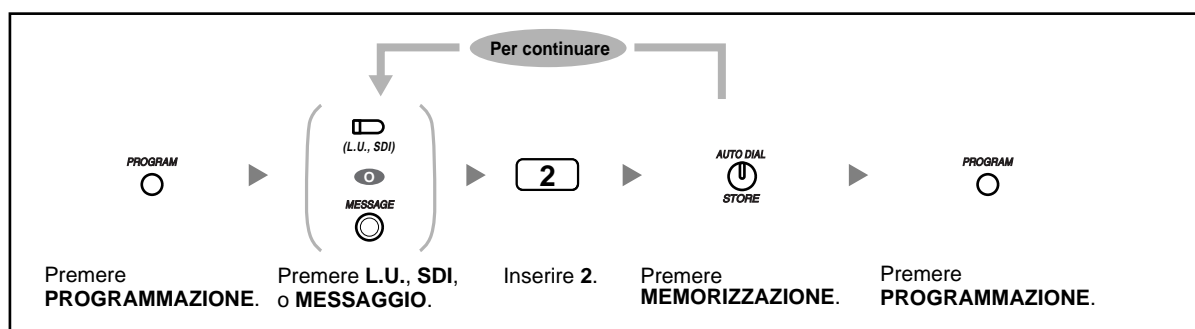 Per continuare
PROGRAM
(L.U., SDI)
O
MESSAGE
2
AUTO DIAL
STORE
PROGRAM
Premere
PROGRAMMAZIONE.
Premere L.U., SDI,
o MESSAGGIO.
Inserire 2.
Premere
MEMORIZZAZIONE.
Premere
PROGRAMMAZIONE.